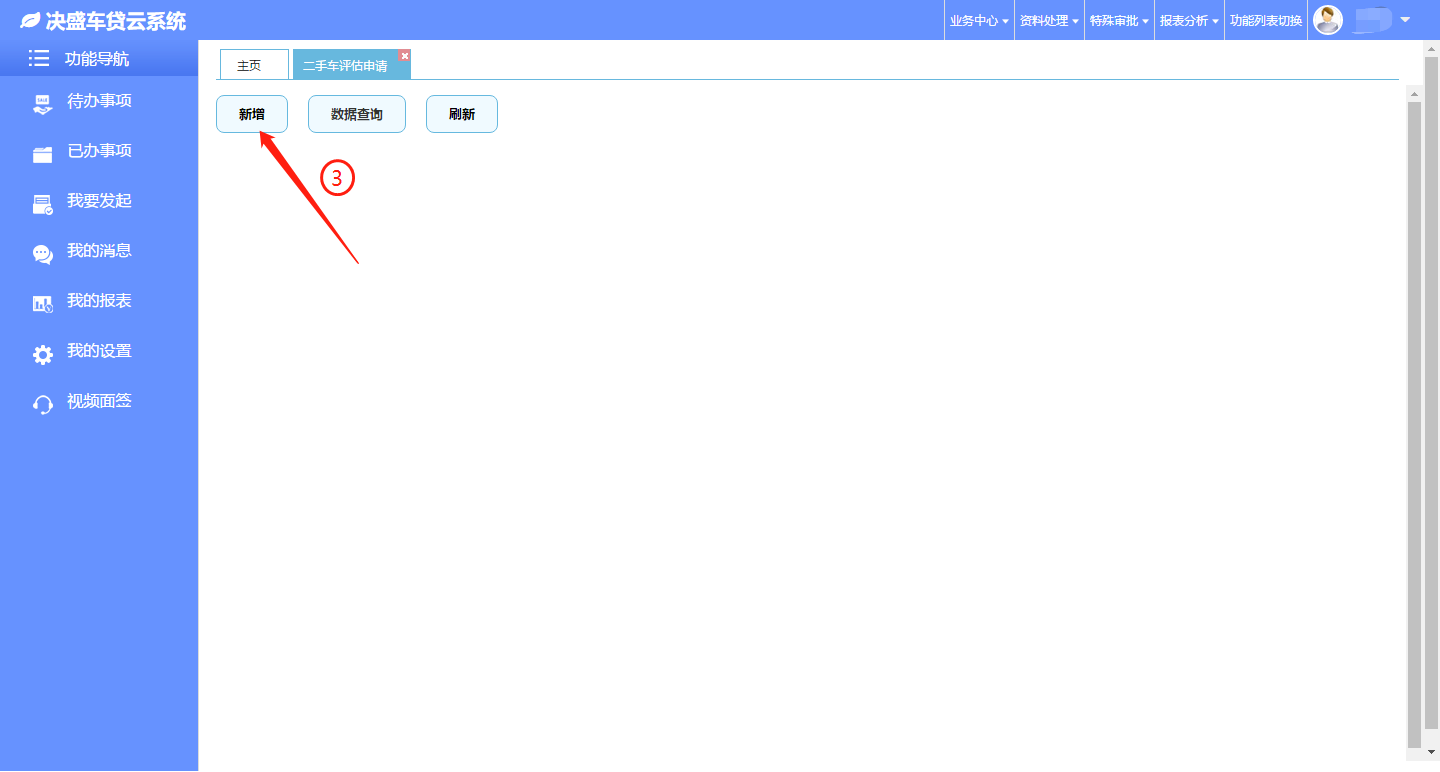 决盛车贷云系统
业务中心 资料处理 特殊审批 报表分析 功能列表切换
功能导航
主页 二手车评估申请
待办事项
新增 数据查询 刷新
已办事项
3
我要发起
我的消息
我的报表
我的设置
视频面签